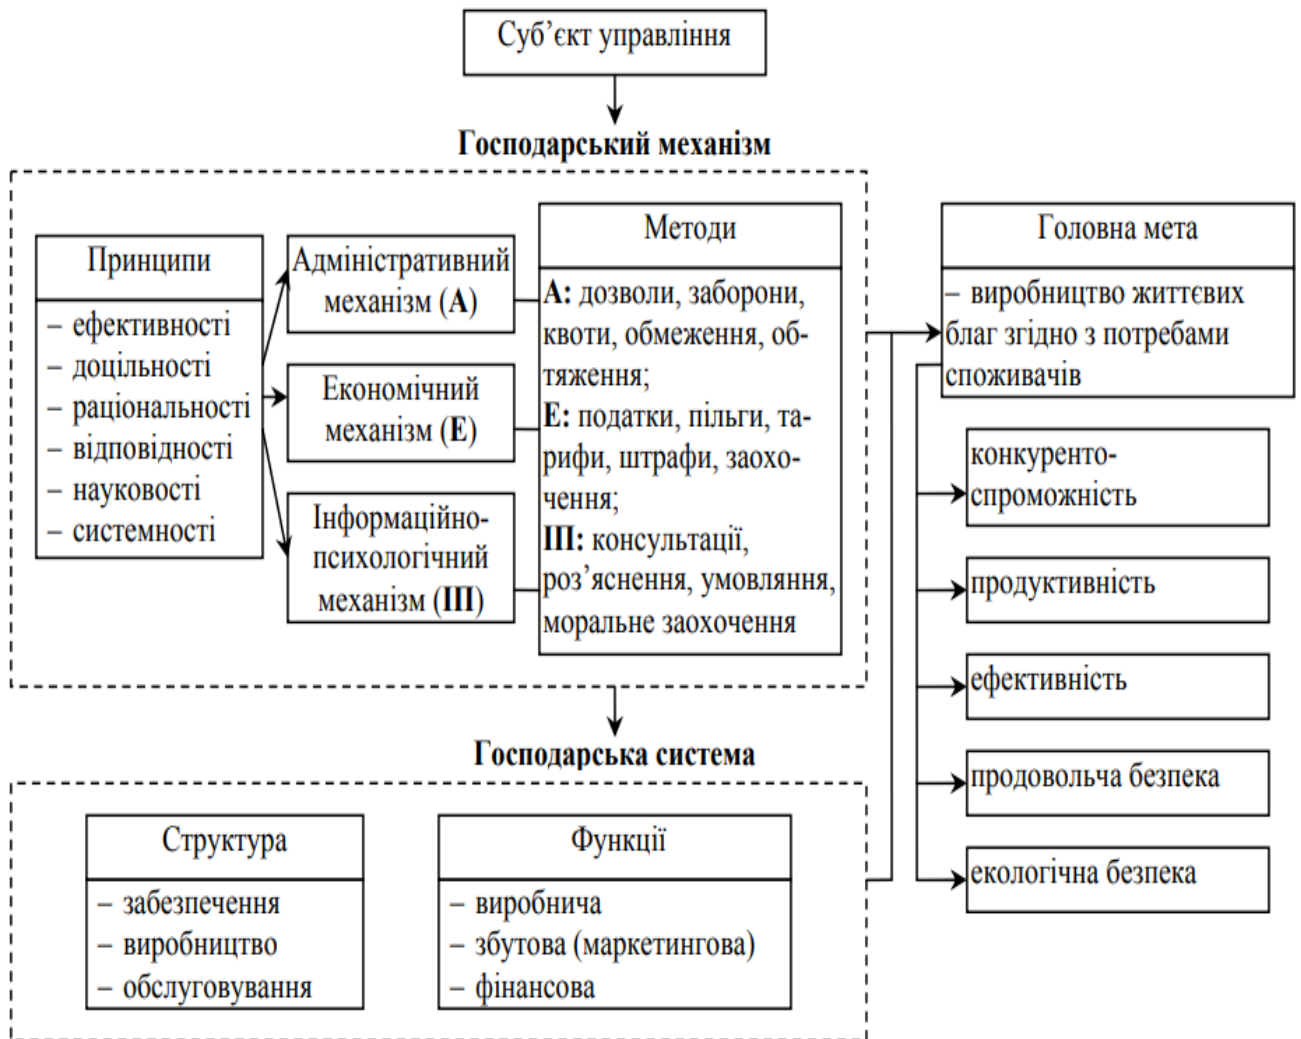 Суб’єкт управління
Господарський механізм
Принципи
– ефективності
– доцільності
– раціональності
– відповідності
– науковості
– системності
Адміністративний
механізм (А)
Економічний
механізм (Е)
Інформаційно-
психологічний
механізм (ІП)
Методи
А: дозволи, заборони,
квоти, обмеження, об-
тяження;
Е: податки, пільги, та-
рифи, штрафи, заохо-
чення;
ІП: консультації,
роз’яснення, умовляння,
моральне заохочення
Головна мета
– виробництво життєвих
благ згідно з потребами
споживачів
конкуренто-
спроможність
продуктивність
ефективність
продовольча безпека
екологічна безпека
Господарська система
Структура
– забезпечення
– виробництво
– обслуговування
Функції
– виробнича
– збутова (маркетингова)
– фінансова